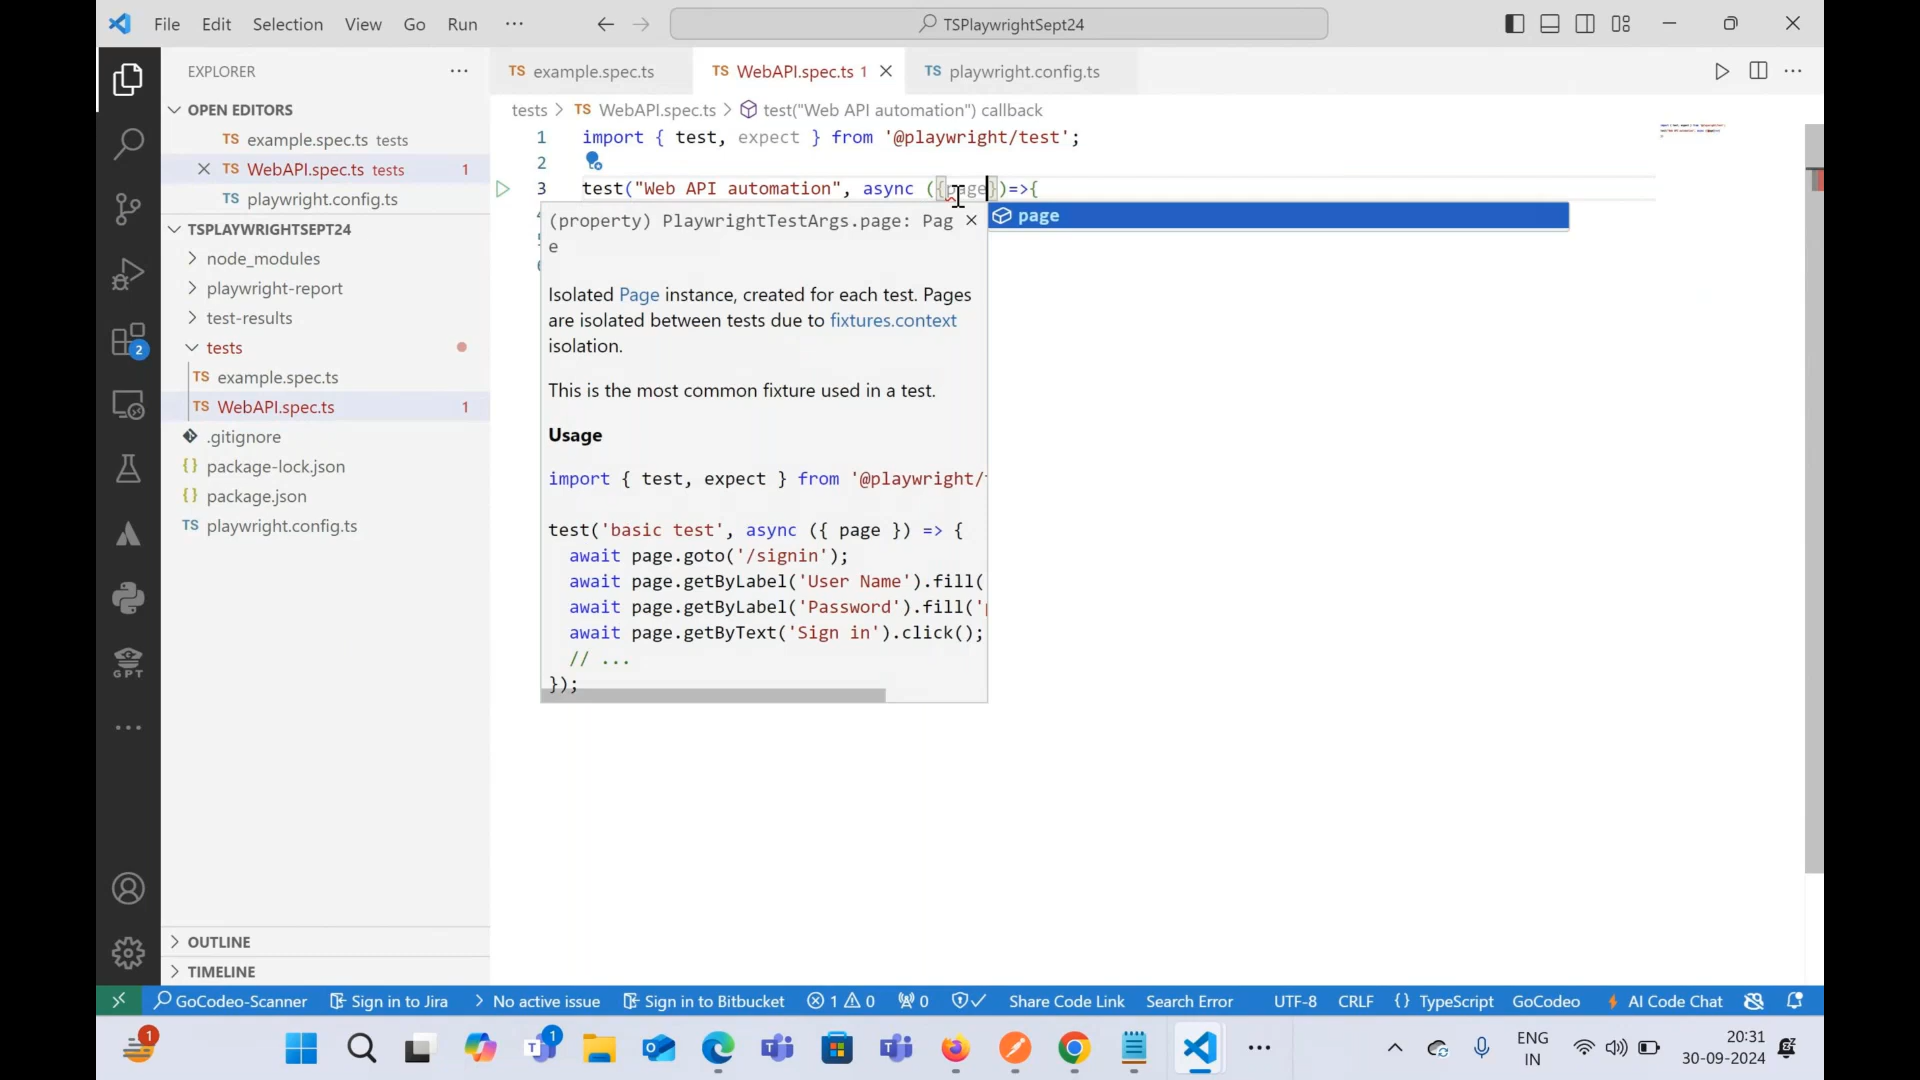 File Edit Selection View Go Run ...
TSPlaywrightSept24
EXPLORER
OPEN EDITORS
TS example.spec.ts tests
TS WebAPI.spec.ts tests 1
playwright.config.ts
TSPLAYWRIGHTSEPT24
node_modules
playwright-report
test-results
tests
TS example.spec.ts
TS WebAPI.spec.ts 1
.gitignore
{} package-lock.json
{} package.json
TS playwright.config.ts
OUTLINE
TIMELINE
2
GPT
TS example.spec.ts TS WebAPI.spec.ts 1 TS playwright.config.ts
tests > TS WebAPI.spec.ts > test("Web API automation") callback
1 import { test, expect } from '@playwright/test';
2
3 test("Web API automation", async ({page})=>{
page
(property) PlaywrightTestArgs.page: Pag
e
Isolated Page instance, created for each test. Pages
are isolated between tests due to fixtures.context
isolation.
This is the most common fixture used in a test.
Usage
import { test, expect } from '@playwright/
test('basic test', async ({ page }) => {
await page.goto('/signin');
await page.getByLabel('User Name').fill(
await page.getByLabel('Password').fill('
await page.getByText('Sign in').click();
// ...
});
GoCodeo-Scanner Sign in to Jira No active issue Sign in to Bitbucket 1 0 0 Share Code Link Search Error UTF-8 CRLF {} TypeScript GoCodeo AI Code Chat
1
1
ENG
IN
20:31
30-09-2024